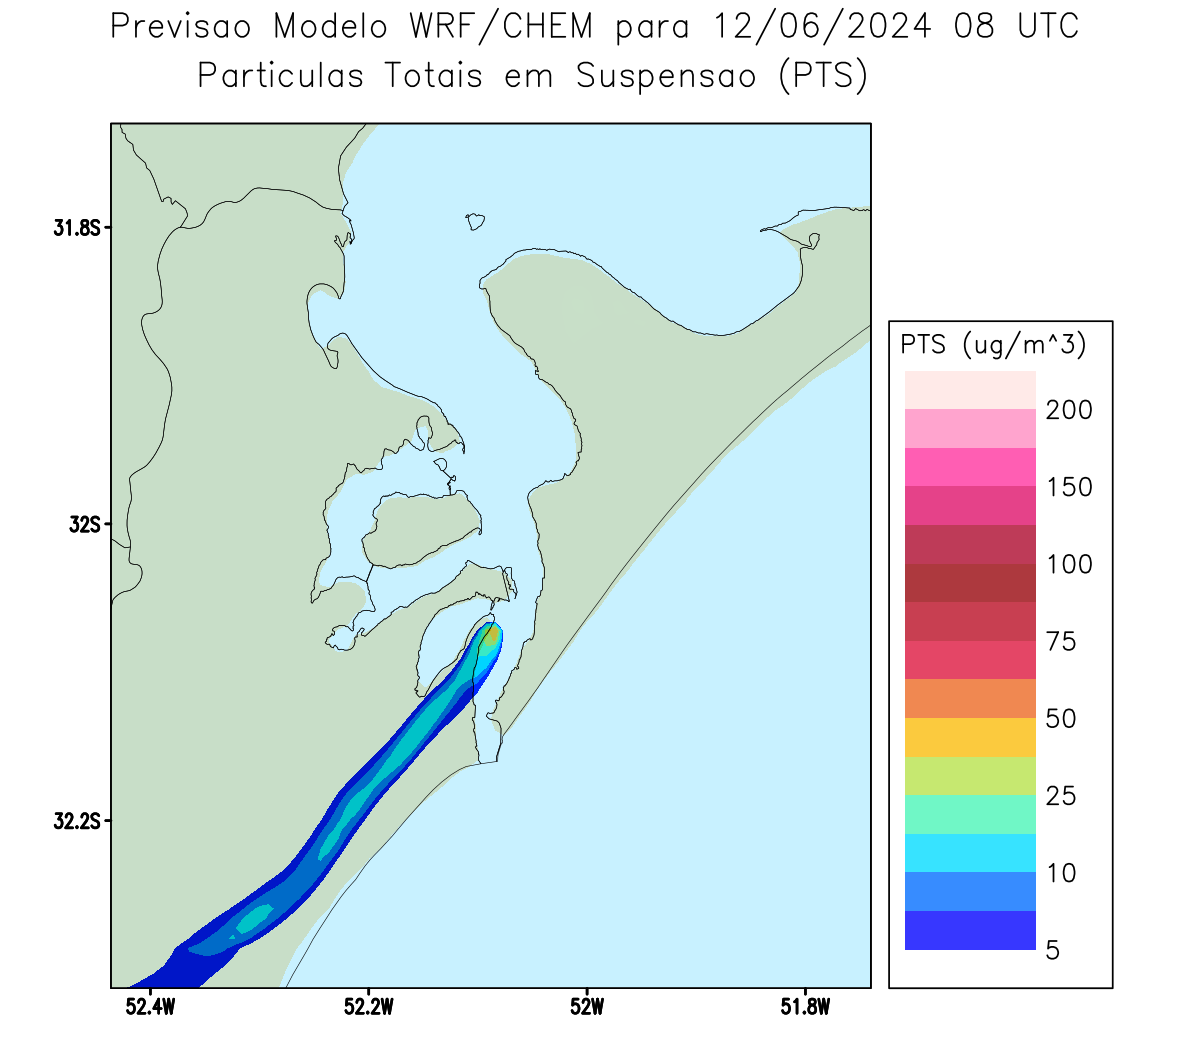 Previsao Modelo WRF/CHEM para 12/06/2024 08 UTC
Particulas Totais em Suspensao (PTS)
31.8S
32S
32.2S
52.4W
52.2W
52W
51.8W
PTS (ug/m^3)
200
150
100
75
50
25
10
5